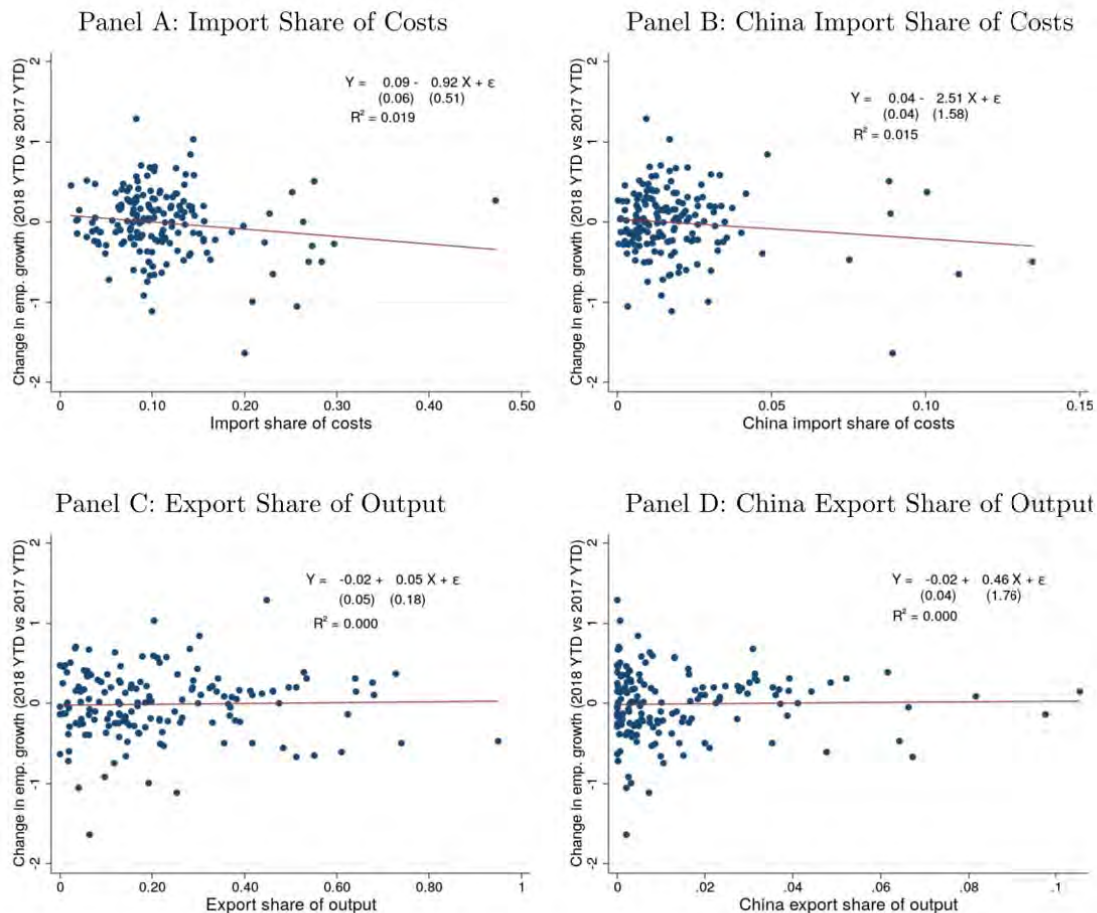 Panel A: Import Share of Costs
Change in emp. growth (2018 YTD vs 2017 YTD)
2
1
0
-1
-2
Y = 0.09 - 0.92 X + ε
(0.06) (0.51)
R² = 0.019
0 0.10 0.20 0.30 0.40 0.50
Import share of costs
Panel B: China Import Share of Costs
Change in emp. growth (2018 YTD vs 2017 YTD)
2
1
0
-1
-2
Y = 0.04 - 2.51 X + ε
(0.04) (1.58)
R² = 0.015
0 0.05 0.10 0.15
China import share of costs
Panel C: Export Share of Output
Change in emp. growth (2018 YTD vs 2017 YTD)
2
1
0
-1
-2
Y = -0.02 + 0.05 X + ε
(0.05) (0.18)
R² = 0.000
0 0.20 0.40 0.60 0.80 1
Export share of output
Panel D: China Export Share of Output
Change in emp. growth (2018 YTD vs 2017 YTD)
2
1
0
-1
-2
Y = -0.02 + 0.46 X + ε
(0.04) (1.76)
R² = 0.000
0 .02 .04 .06 .08 .1
China export share of output